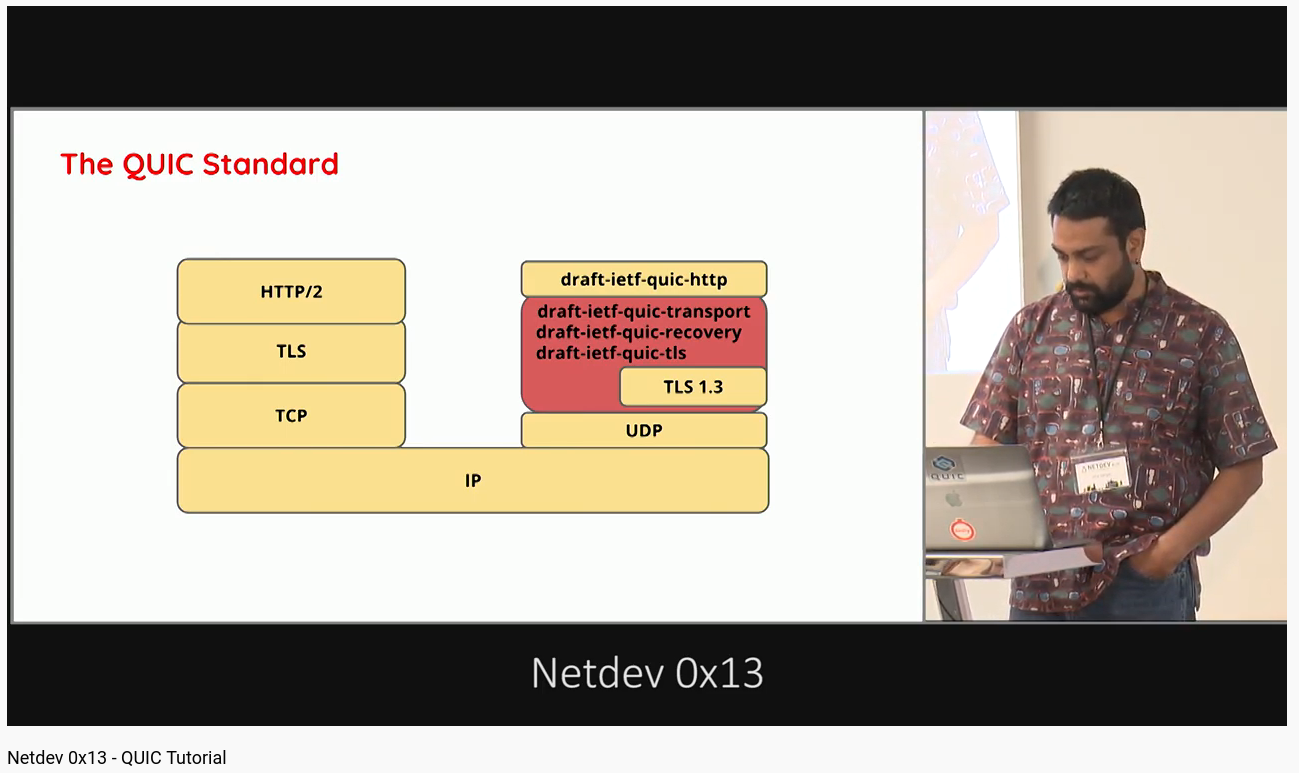 The QUIC Standard
HTTP/2
TLS
TCP
draft-ietf-quic-http
draft-ietf-quic-transport
draft-ietf-quic-recovery
draft-ietf-quic-tls
TLS 1.3
UDP
IP
QUIC
NETDEV
Netdev 0x13
Netdev 0x13 - QUIC Tutorial